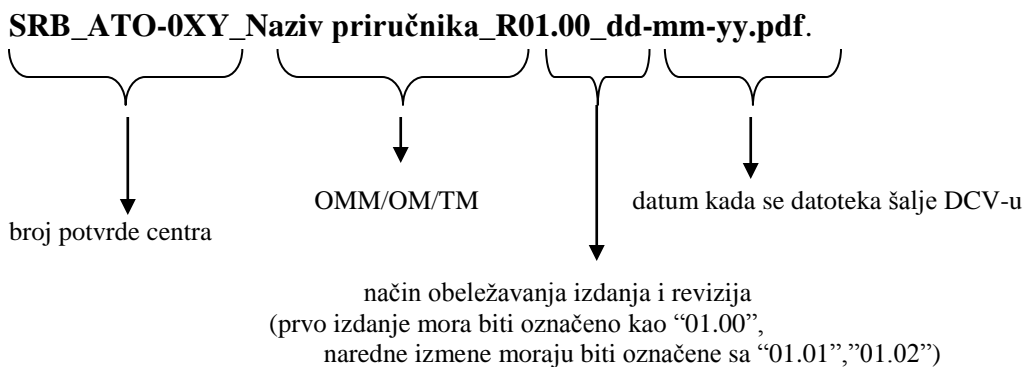 SRB_ATO-0XY_Naziv priručnika_R01.00_dd-mm-yy.pdf.
OMM/OM/TM
datum kada se datoteka šalje DCV-u
broj potvrde centra
način obeležavanja izdanja i revizija
(prvo izdanje mora biti označeno kao “01.00”,
naredne izmene moraju biti označene sa “01.01”,”01.02”)